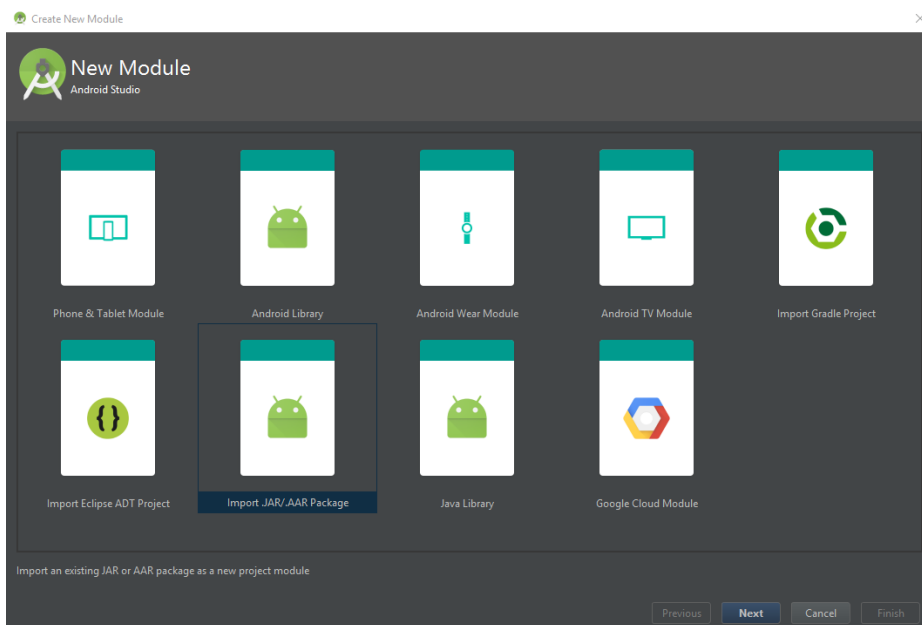 Create New Module
New Module
Android Studio
Phone & Tablet Module
Android Library
Android Wear Module
Android TV Module
Import Gradle Project
{}
Import Eclipse ADT Project
Import .JAR/.AAR Package
Java Library
Google Cloud Module
Import an existing JAR or AAR package as a new project module
Previous
Next
Cancel
Finish